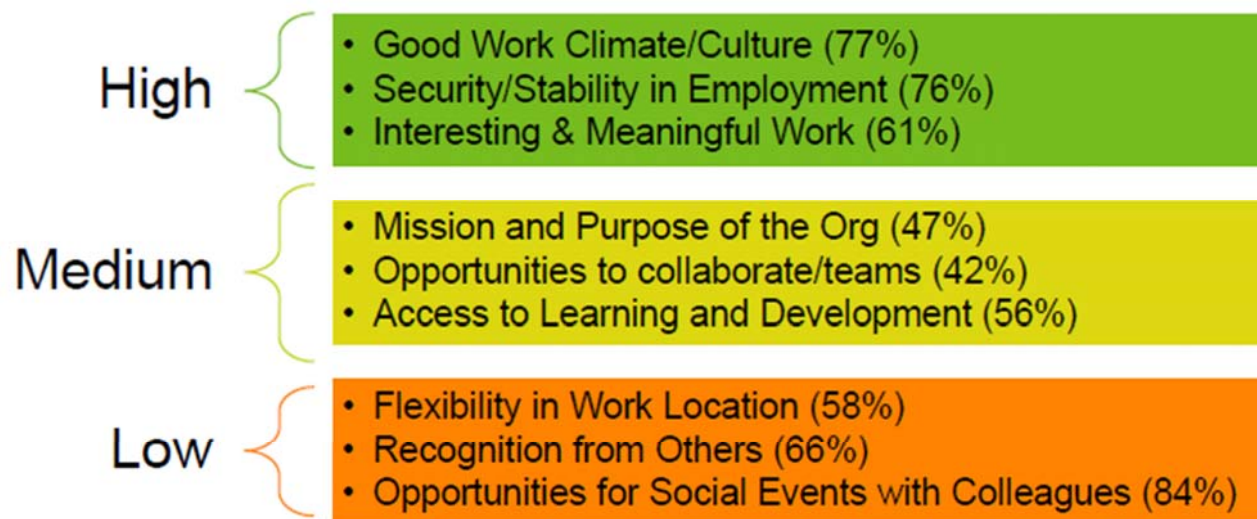 High
• Good Work Climate/Culture (77%)
• Security/Stability in Employment (76%)
• Interesting & Meaningful Work (61%)
Medium
• Mission and Purpose of the Org (47%)
• Opportunities to collaborate/teams (42%)
• Access to Learning and Development (56%)
Low
• Flexibility in Work Location (58%)
• Recognition from Others (66%)
• Opportunities for Social Events with Colleagues (84%)